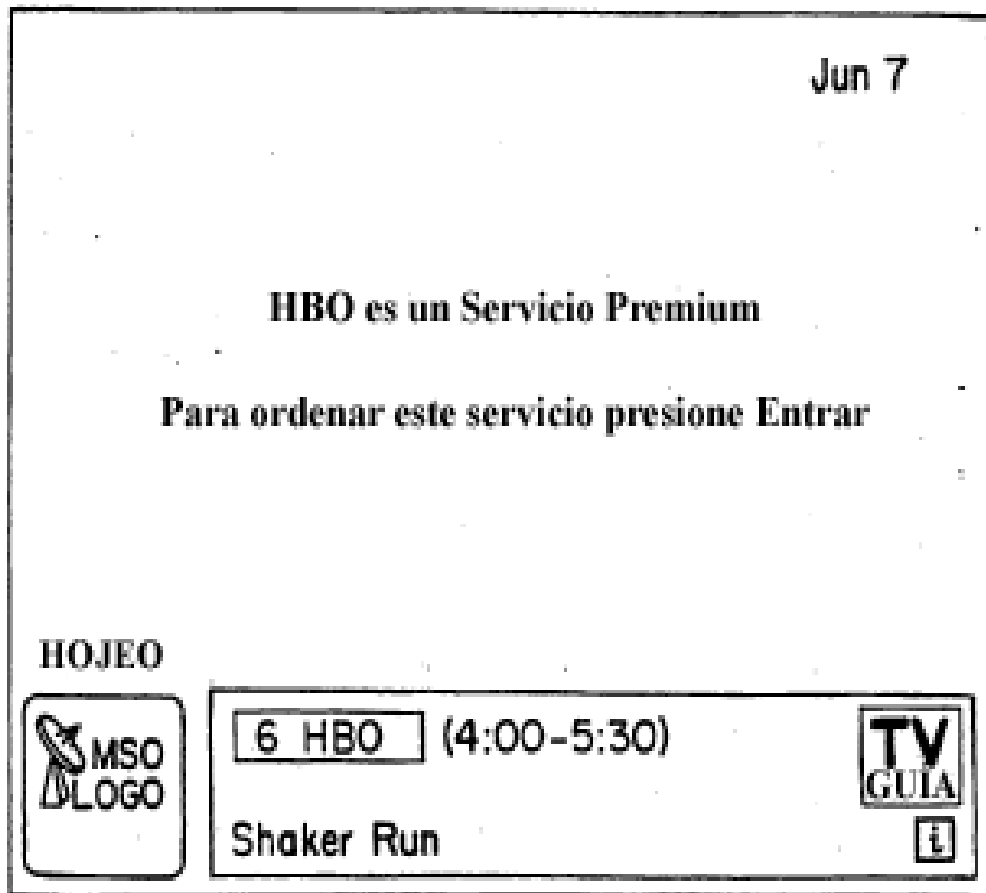 Jun 7
HBO es un Servicio Premium
Para ordenar este servicio presione Entrar
HOJEO
MSO
LOGO
6 HBO (4:00-5:30)
TV
GUIA
Shaker Run
i